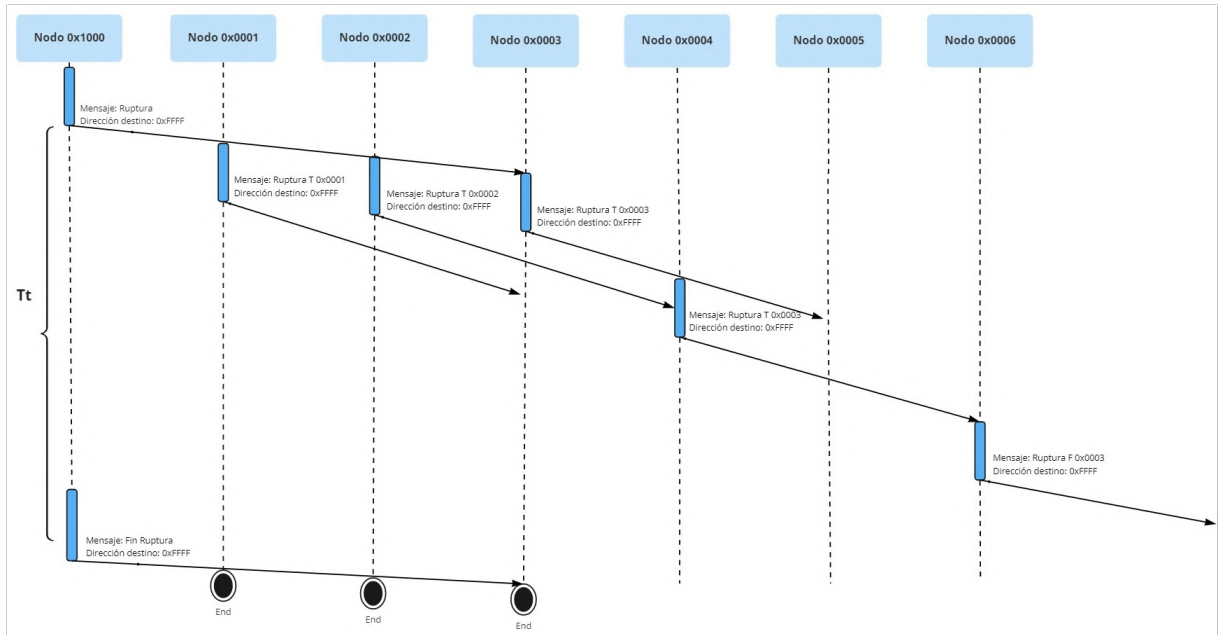 Nodo 0x1000
Nodo 0x0001
Nodo 0x0002
Nodo 0x0003
Nodo 0x0004
Nodo 0x0005
Nodo 0x0006
Mensaje: Ruptura
Dirección destino: 0xFFFF
Mensaje: Ruptura T 0x0001
Dirección destino: 0xFFFF
Mensaje: Ruptura T 0x0002
Dirección destino: 0xFFFF
Mensaje: Ruptura T 0x0003
Dirección destino: 0xFFFF
Tt
Mensaje: Ruptura T 0x0003
Dirección destino: 0xFFFF
Mensaje: Ruptura F 0x0003
Dirección destino: 0xFFFF
Mensaje: Fin Ruptura
Dirección destino: 0xFFFF
End
End
End